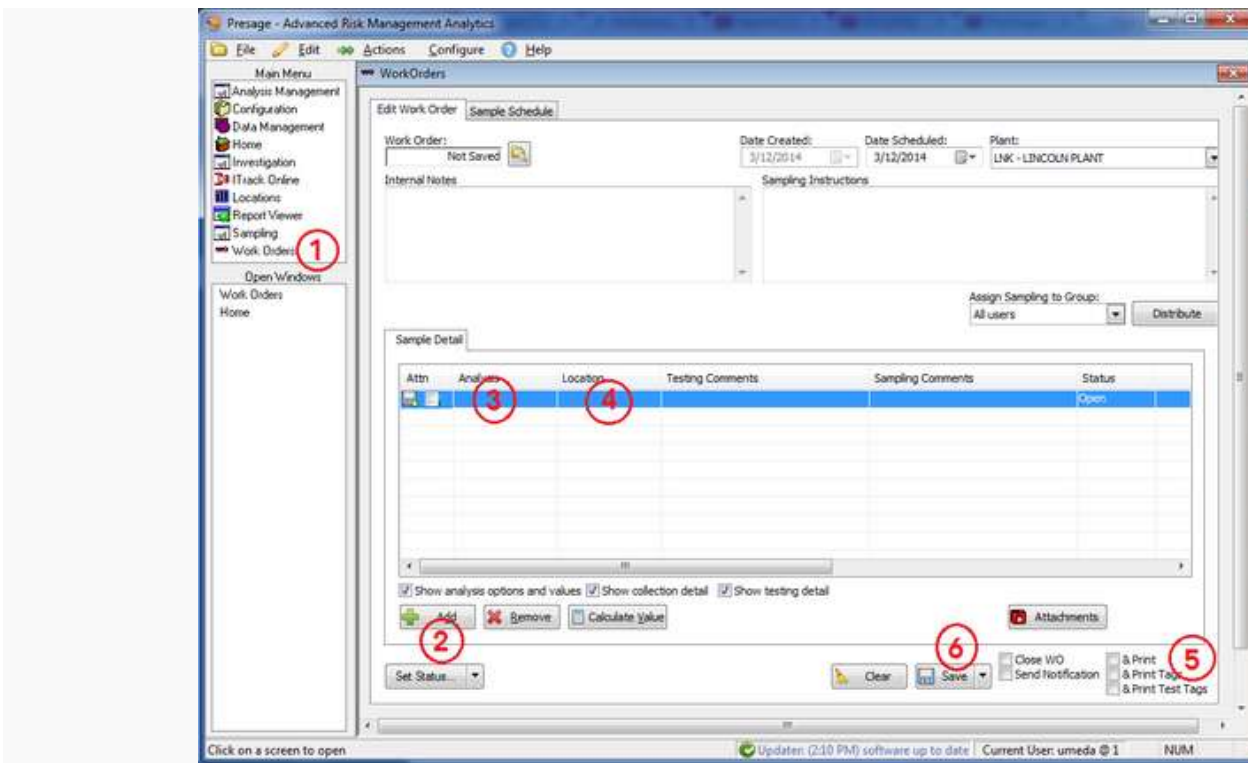 Presage - Advanced Risk Management Analytics
File Edit Actions Configure Help
Main Menu
Analysis Management
Configuration
Data Management
Home
Investigation
ITrack Online
Locations
Report Viewer
Sampling
Work Orders
1
Open Windows
Work Orders
Home
WorkOrders
Edit Work Order Sample Schedule
Work Order: Date Created: Date Scheduled: Plant:
Not Saved 3/12/2014 3/12/2014 LNK - LINCOLN PLANT
Internal Notes Sampling Instructions
Assign Sampling to Group:
All users Distribute
Sample Detail
Attn Analysis Location Testing Comments Sampling Comments Status
3 4 Open
Show analysis options and values Show collection detail Show testing detail
Add Remove Calculate Value Attachments
2
Set Status... Clear Save
6
Close WO
Send Notification
& Print
& Print Tags
& Print Test Tags
5
Click on a screen to open Updater: (2:10 PM) software up to date Current User: umeda @ 1 NUM